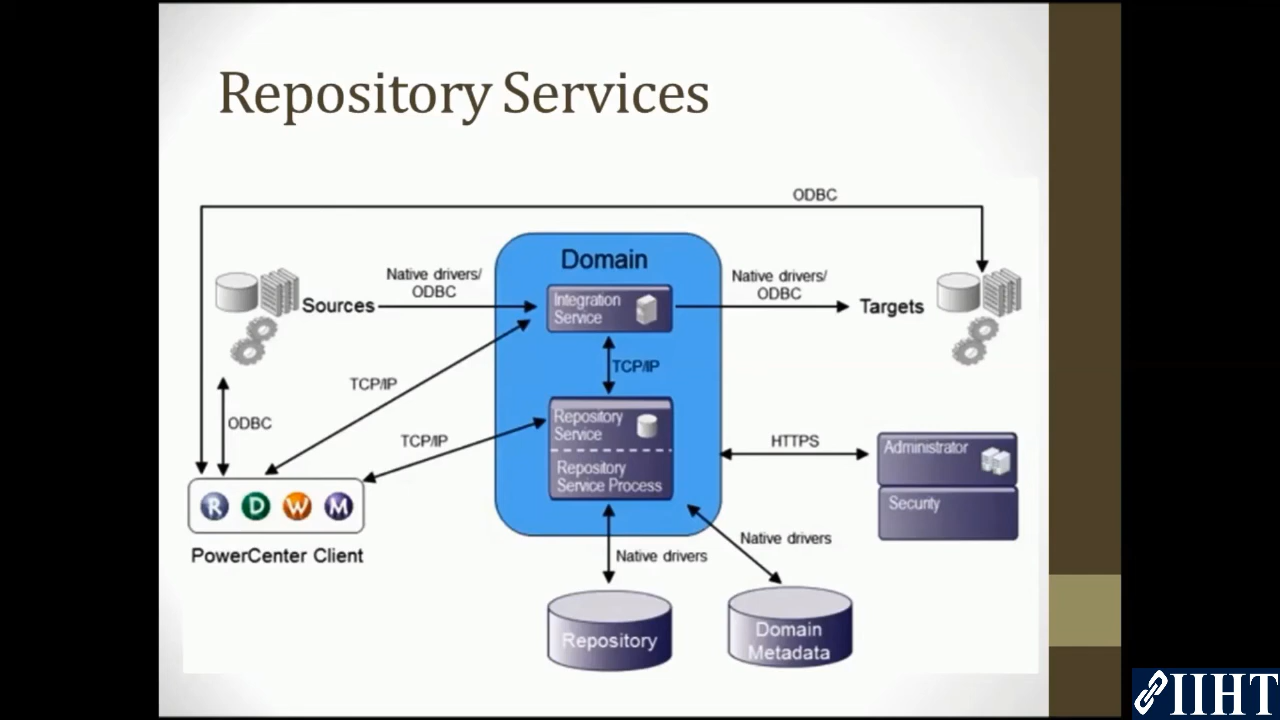 Repository Services
ODBC
Domain
Native drivers/
ODBC
Native drivers/
ODBC
Sources
Integration
Service
Targets
TCP/IP
TCP/IP
ODBC
TCP/IP
Repository
Service
Repository
Service Process
HTTPS
Administrator
Security
R D W M
PowerCenter Client
Native drivers
Native drivers
Repository
Domain
Metadata
IIHT